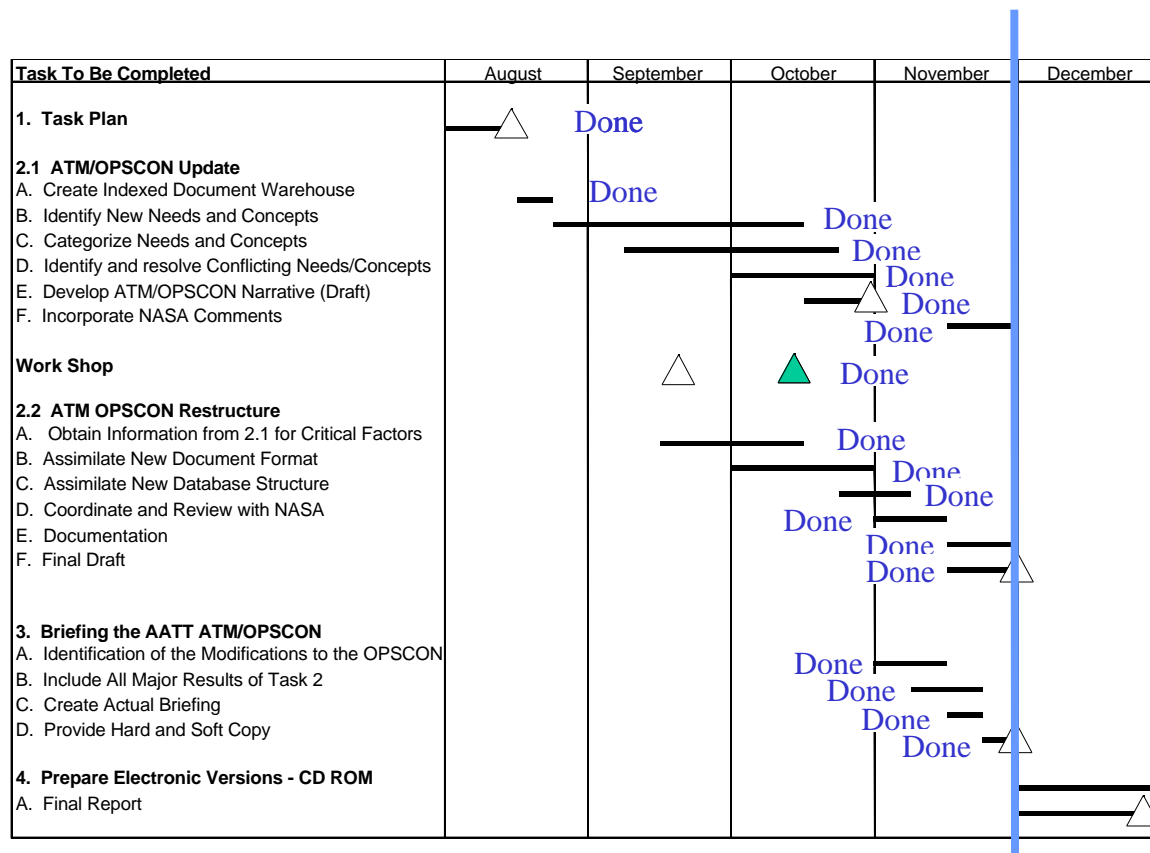 Task To Be Completed August September October November December
1. Task Plan Done
2.1 ATM/OPSCON Update
A. Create Indexed Document Warehouse Done
B. Identify New Needs and Concepts Done
C. Categorize Needs and Concepts Done
D. Identify and resolve Conflicting Needs/Concepts Done
E. Develop ATM/OPSCON Narrative (Draft) Done
F. Incorporate NASA Comments Done
Work Shop Done
2.2 ATM OPSCON Restructure
A. Obtain Information from 2.1 for Critical Factors Done
B. Assimilate New Document Format Done
C. Assimilate New Database Structure Done
D. Coordinate and Review with NASA Done
E. Documentation Done
F. Final Draft Done
3. Briefing the AATT ATM/OPSCON
A. Identification of the Modifications to the OPSCON Done
B. Include All Major Results of Task 2 Done
C. Create Actual Briefing Done
D. Provide Hard and Soft Copy Done
4. Prepare Electronic Versions - CD ROM
A. Final Report